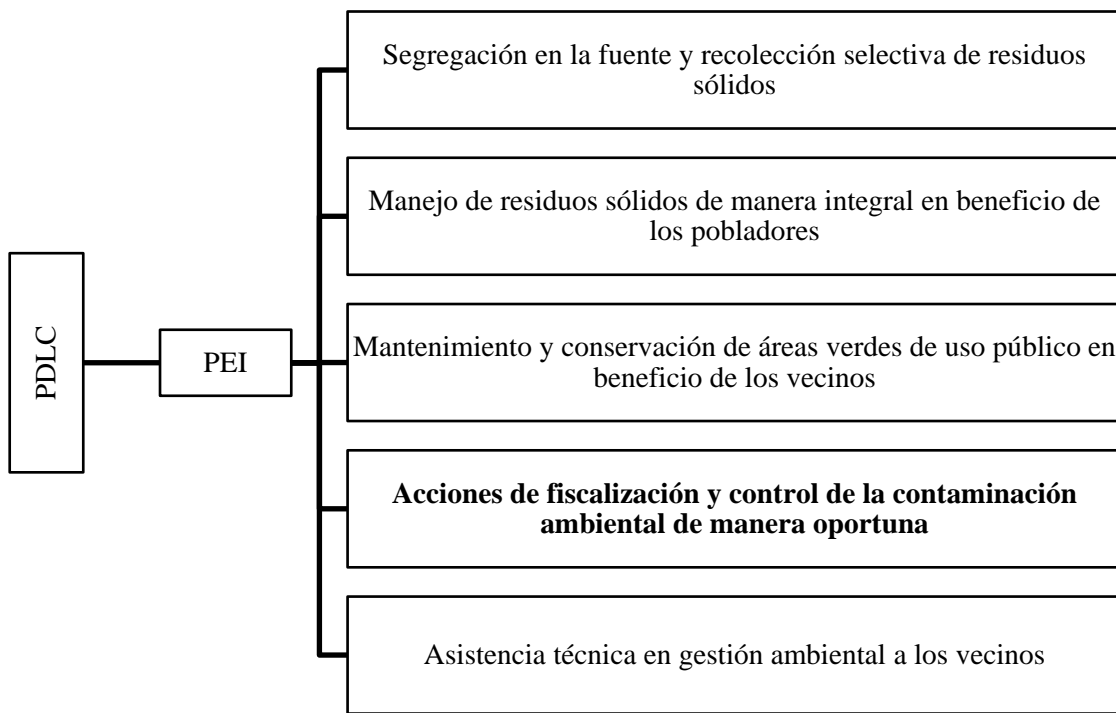 PDLC
PEI
Segregación en la fuente y recolección selectiva de residuos
sólidos
Manejo de residuos sólidos de manera integral en beneficio de
los pobladores
Mantenimiento y conservación de áreas verdes de uso público en
beneficio de los vecinos
Acciones de fiscalización y control de la contaminación
ambiental de manera oportuna
Asistencia técnica en gestión ambiental a los vecinos